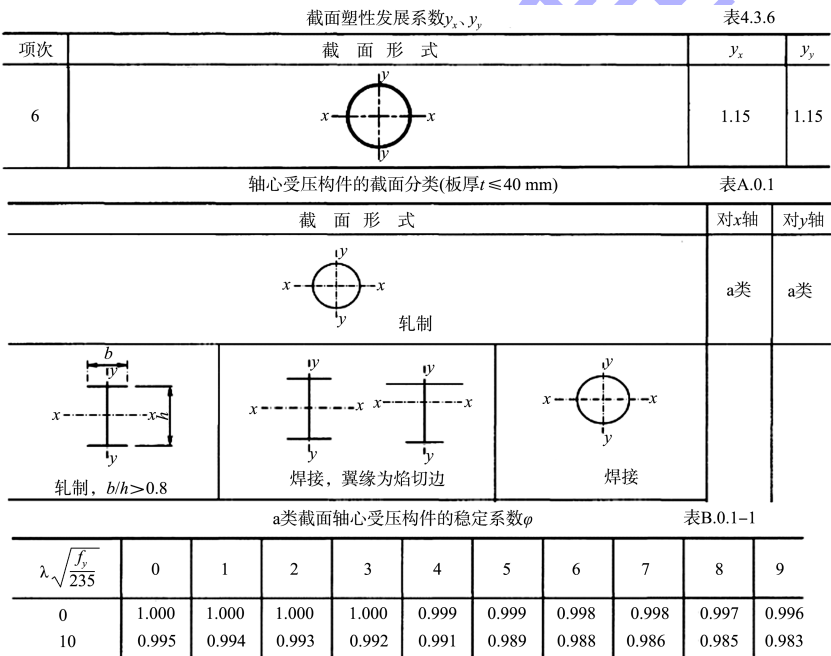 截面塑性发展系数y_x、y_y 表4.3.6
项次 截 面 形 式 y_x y_y
y
6 x x 1.15 1.15
y
轴心受压构件的截面分类(板厚t≤40 mm) 表A.0.1
截 面 形 式 对x轴 对y轴
y
x x a类 a类
y
轧制
b
y y y y
x x h x x x x x x
y y y y
轧制，b/h＞0.8 焊接，翼缘为焰切边 焊接
a类截面轴心受压构件的稳定系数φ 表B.0.1-1
λ√(f_y/235) 0 1 2 3 4 5 6 7 8 9
0 1.000 1.000 1.000 1.000 0.999 0.999 0.998 0.998 0.997 0.996
10 0.995 0.994 0.993 0.992 0.991 0.989 0.988 0.986 0.985 0.983